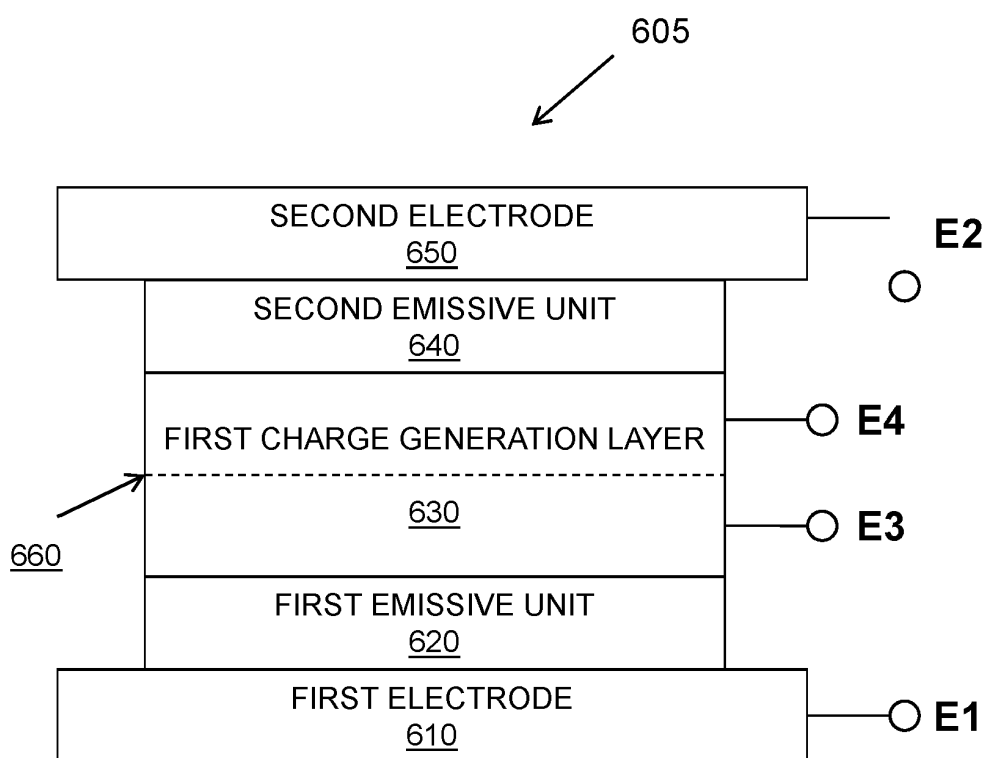 605
SECOND ELECTRODE
650
E2
SECOND EMISSIVE UNIT
640
E4
FIRST CHARGE GENERATION LAYER
630
E3
660
FIRST EMISSIVE UNIT
620
FIRST ELECTRODE
610
E1